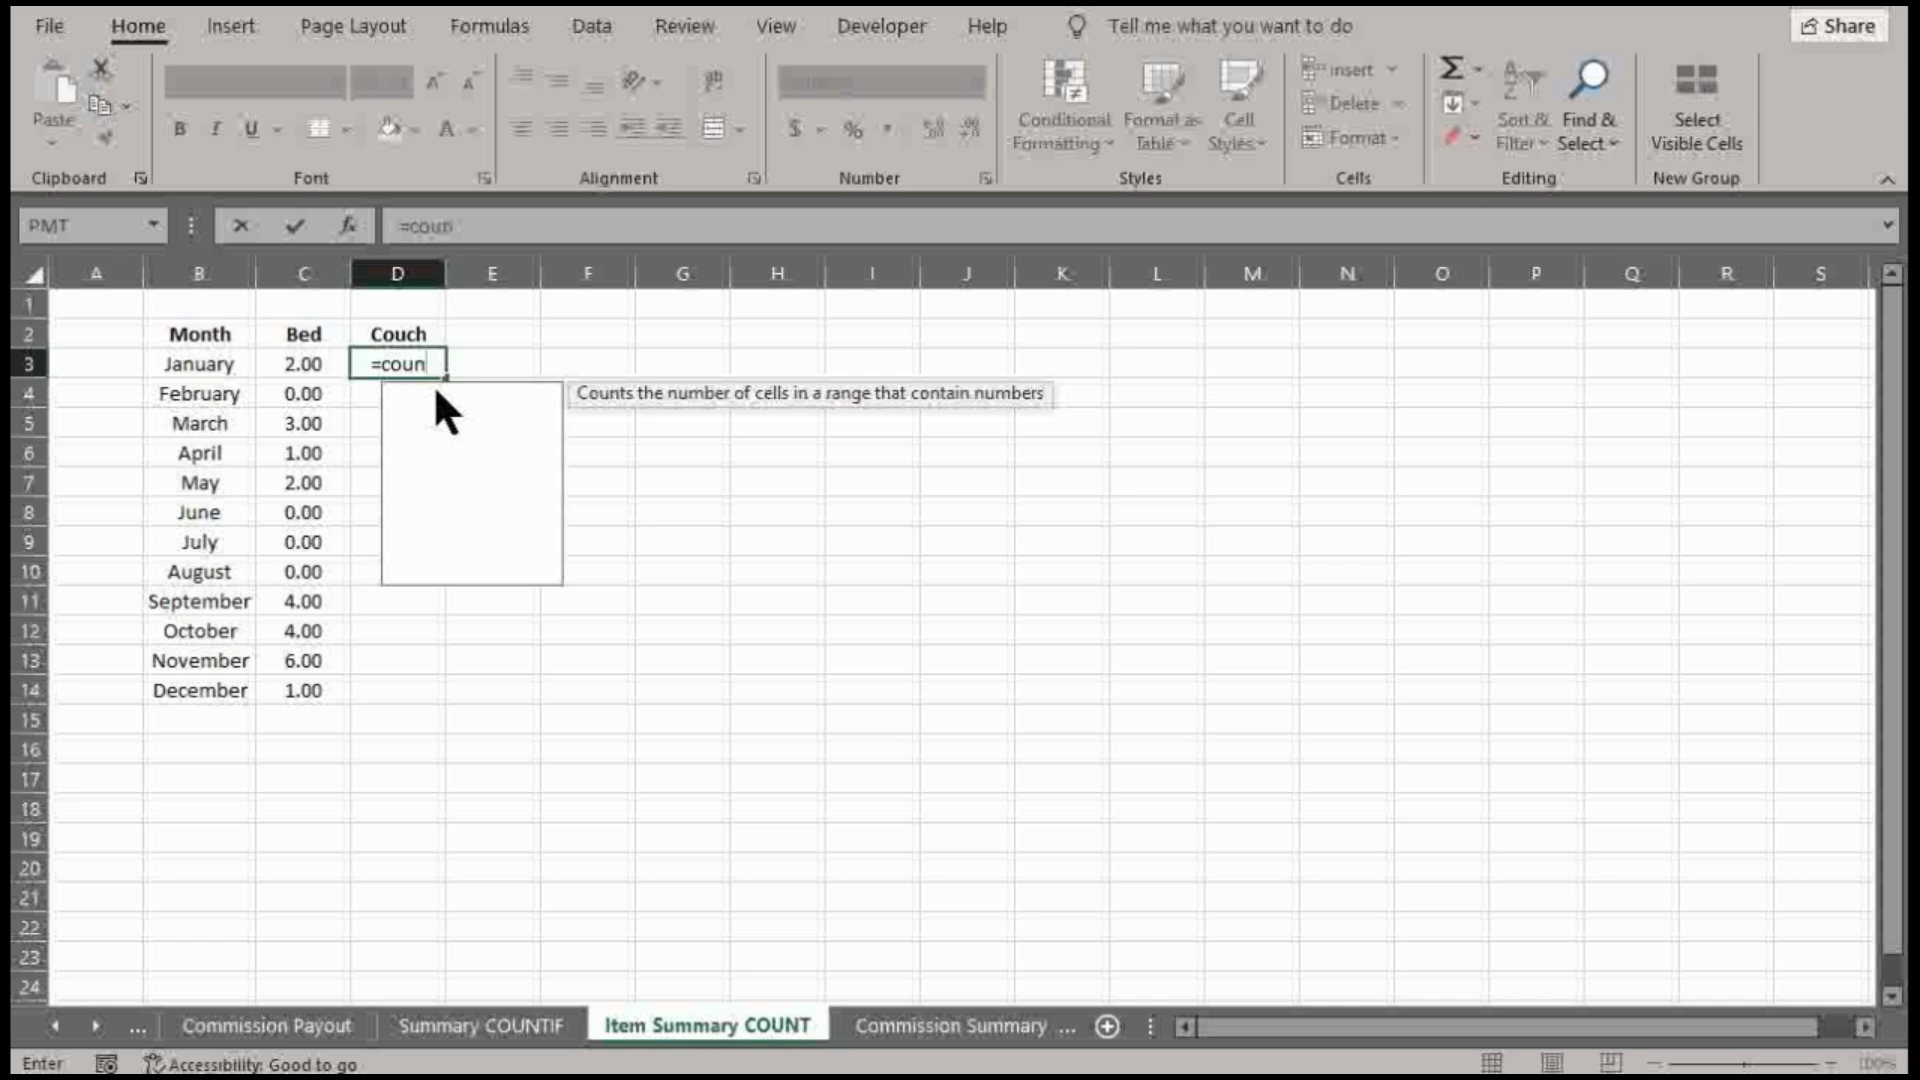 File Home Insert Page Layout Formulas Data Review View Developer Help Tell me what you want to do Share
Paste
B I U
$ % ,
Conditional Formatting
Format as Table
Cell Styles
Insert
Delete
Format
Sort & Filter
Find & Select
Select Visible Cells
Clipboard Font Alignment Number Styles Cells Editing New Group
PMT fx =coun
A B C D E F G H I J K L M N O P Q R S
1
2 Month Bed Couch
3 January 2.00 =coun
4 February 0.00 Counts the number of cells in a range that contain numbers
5 March 3.00
6 April 1.00
7 May 2.00
8 June 0.00
9 July 0.00
10 August 0.00
11 September 4.00
12 October 4.00
13 November 6.00
14 December 1.00
15
16
17
18
19
20
21
22
23
24
... Commission Payout Summary COUNTIF Item Summary COUNT Commission Summary ...
Enter Accessibility: Good to go 100%